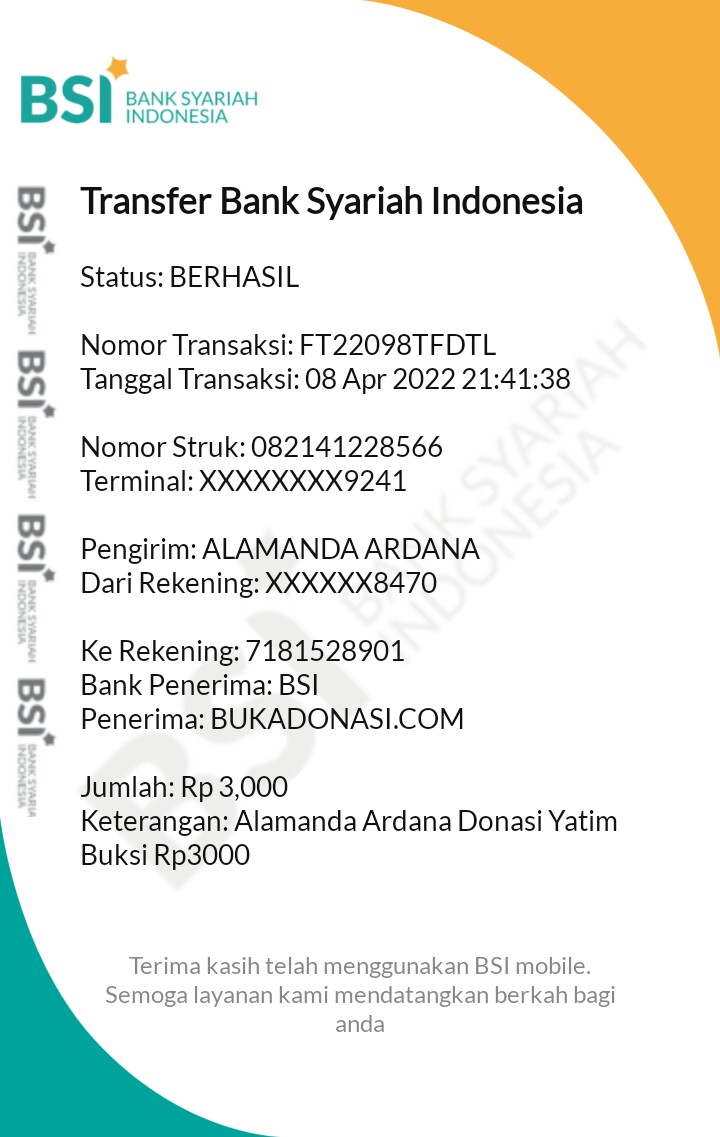 BSI BANK SYARIAH
INDONESIA
Transfer Bank Syariah Indonesia
Status: BERHASIL
Nomor Transaksi: FT22098TFDTL
Tanggal Transaksi: 08 Apr 2022 21:41:38
Nomor Struk: 082141228566
Terminal: XXXXXXXX9241
Pengirim: ALAMANDA ARDANA
Dari Rekening: XXXXXX8470
Ke Rekening: 7181528901
Bank Penerima: BSI
Penerima: BUKADONASI.COM
Jumlah: Rp 3,000
Keterangan: Alamanda Ardana Donasi Yatim
Buksi Rp3000
Terima kasih telah menggunakan BSI mobile.
Semoga layanan kami mendatangkan berkah bagi
anda
BSI BANK SYARIAH
INDONESIA
BSI BANK SYARIAH
INDONESIA
BSI BANK SYARIAH
INDONESIA
BSI BANK SYARIA
INDONESIA
BSI BANK SYARIAH
INDONESIA